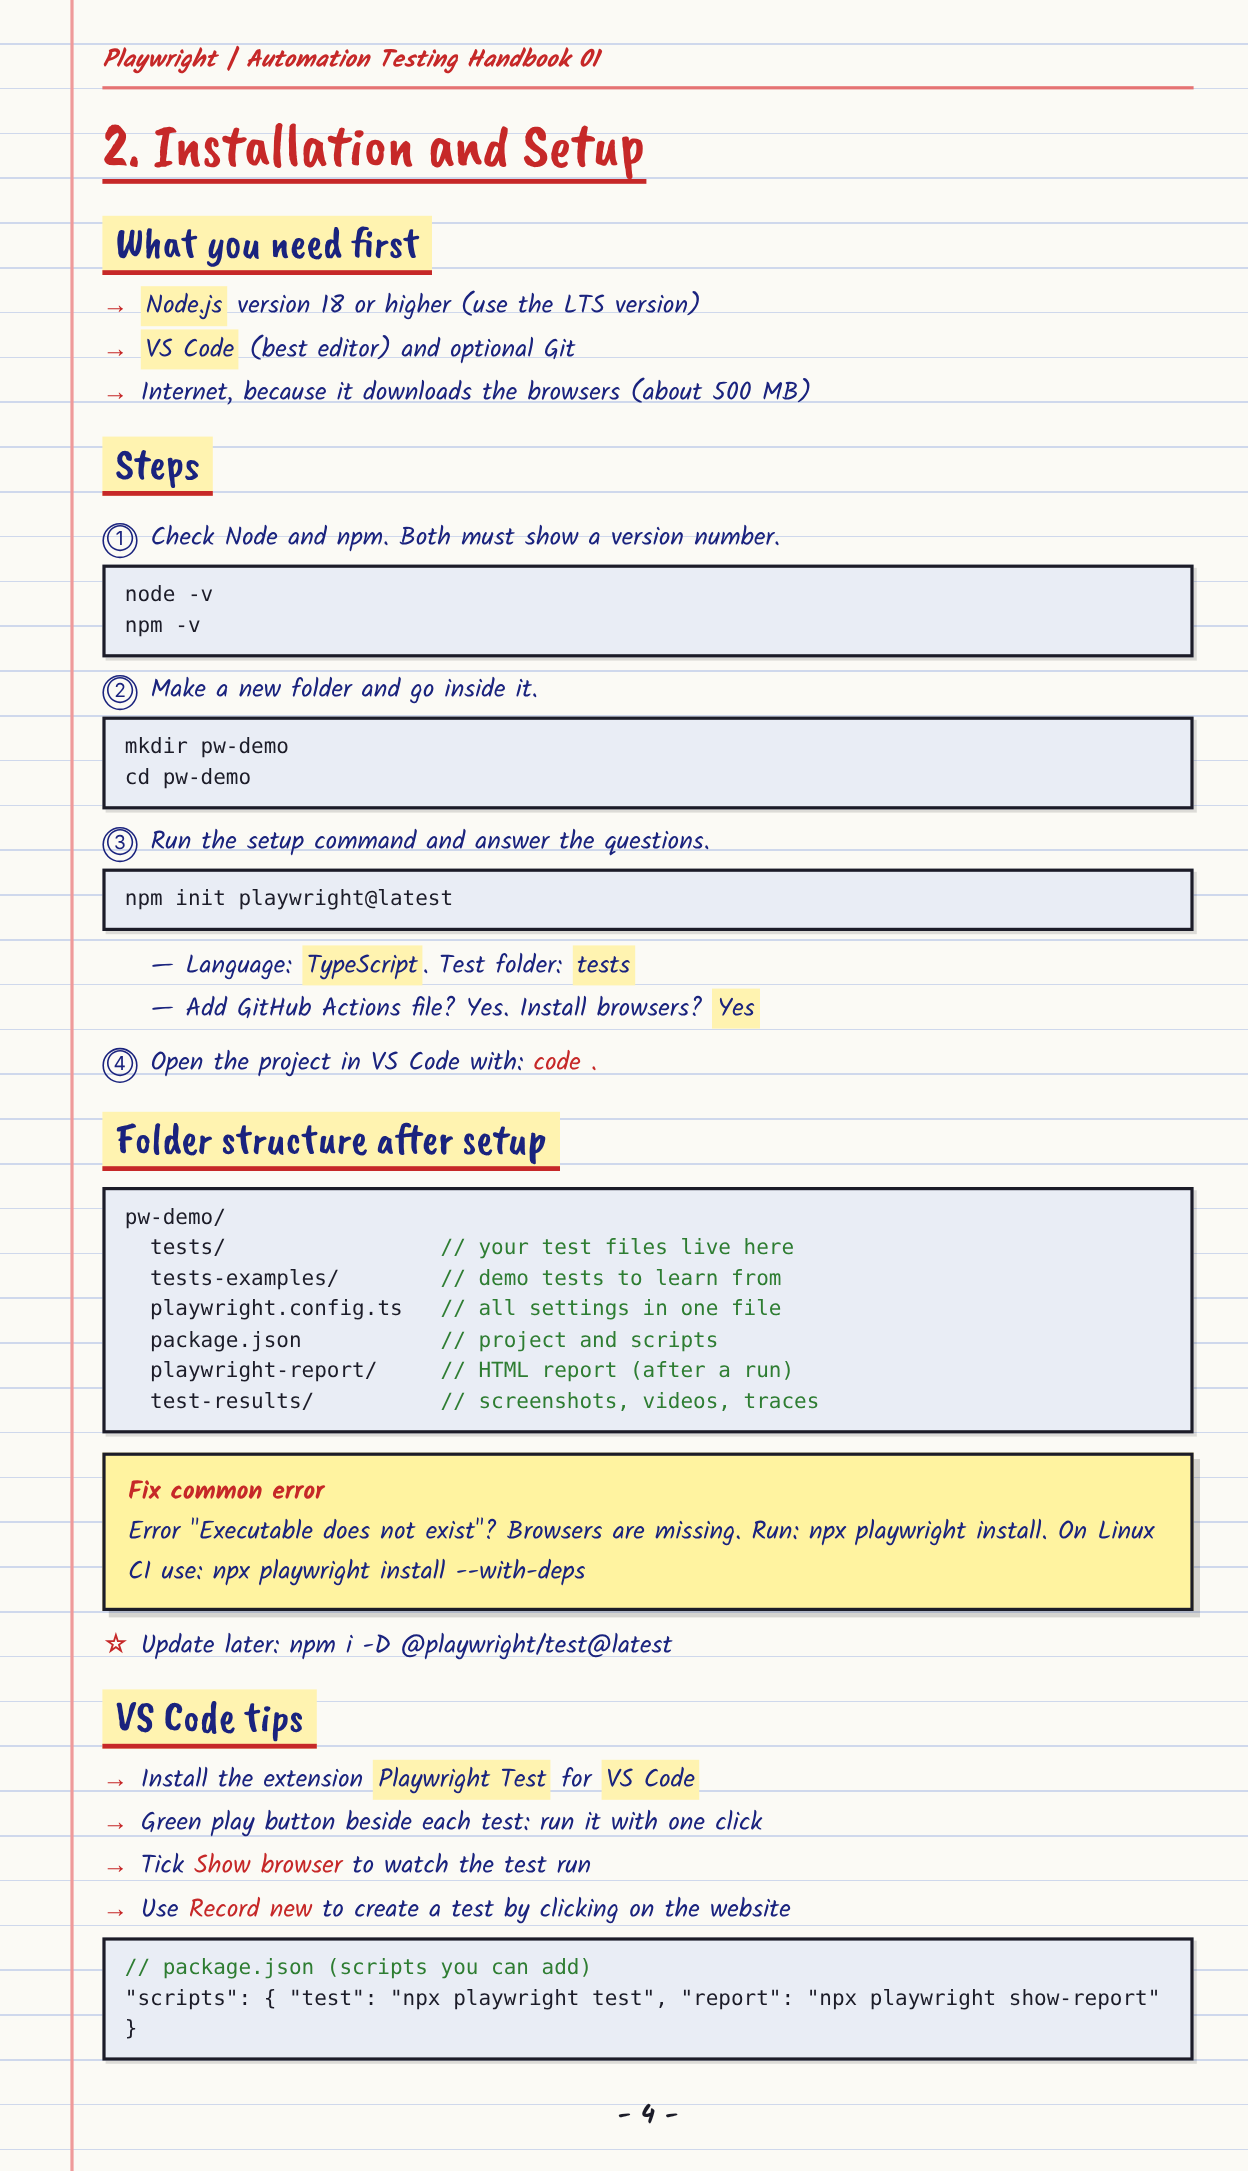 Playwright | Automation Testing Handbook 01
2. Installation and Setup
What you need first
→ Node.js version 18 or higher (use the LTS version)
→ VS Code (best editor) and optional Git
→ Internet, because it downloads the browsers (about 500 MB)
Steps
1 Check Node and npm. Both must show a version number.
node -v
npm -v
2 Make a new folder and go inside it.
mkdir pw-demo
cd pw-demo
3 Run the setup command and answer the questions.
npm init playwright@latest
— Language: TypeScript. Test folder: tests
— Add GitHub Actions file? Yes. Install browsers? Yes
4 Open the project in VS Code with: code .
Folder structure after setup
pw-demo/
  tests/                 // your test files live here
  tests-examples/        // demo tests to learn from
  playwright.config.ts   // all settings in one file
  package.json           // project and scripts
  playwright-report/     // HTML report (after a run)
  test-results/          // screenshots, videos, traces
Fix common error
Error "Executable does not exist"? Browsers are missing. Run: npx playwright install. On Linux
CI use: npx playwright install --with-deps
☆ Update later: npm i -D @playwright/test@latest
VS Code tips
→ Install the extension Playwright Test for VS Code
→ Green play button beside each test: run it with one click
→ Tick Show browser to watch the test run
→ Use Record new to create a test by clicking on the website
// package.json (scripts you can add)
"scripts": { "test": "npx playwright test", "report": "npx playwright show-report"
}
- 4 -